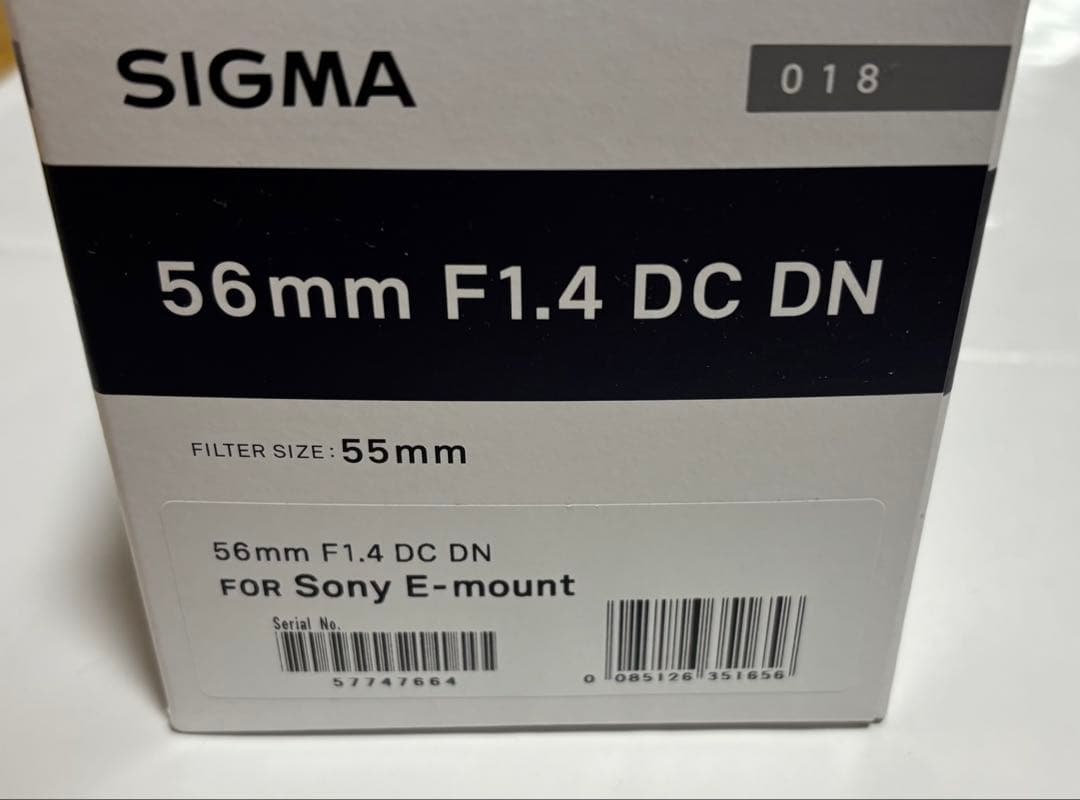 SIGMA
018
56mm F1.4 DC DN
FILTER SIZE: 55mm
56mm F1.4 DC DN
FOR Sony E-mount
Serial No.
57747664
0 085126 351656